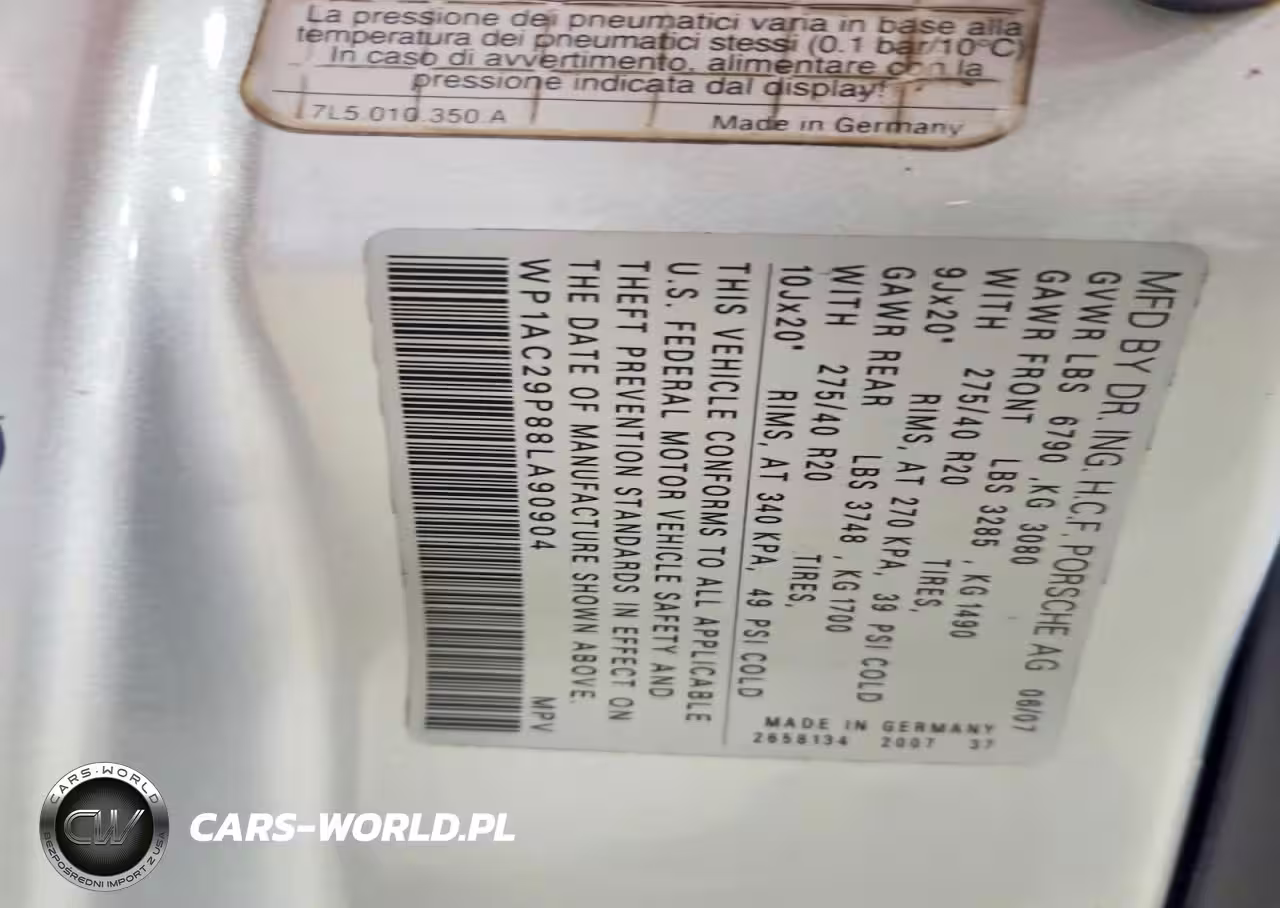 La pressione dei pneumatici varia in base alla
temperatura dei pneumatici stessi (0.1 bar/10°C)
In caso di avvertimento, alimentare con la
pressione indicata dal display!
7L5.010.350 A Made in Germany
MFD BY DR. ING. H.C.F. PORSCHE AG 06/07
GVWR LBS 6790 ,KG 3080
GAWR FRONT LBS 3285 , KG 1490
WITH 275/40 R20 TIRES,
9Jx20" RIMS, AT 270 KPA, 39 PSI COLD
GAWR REAR LBS 3748 , KG 1700
WITH 275/40 R20 TIRES,
10Jx20" RIMS, AT 340 KPA, 49 PSI COLD
THIS VEHICLE CONFORMS TO ALL APPLICABLE
U.S. FEDERAL MOTOR VEHICLE SAFETY AND
THEFT PREVENTION STANDARDS IN EFFECT ON
THE DATE OF MANUFACTURE SHOWN ABOVE.
WP1AC29P88LA90904 MPV
MADE IN GERMANY
2658134 2007 37
CARS-WORLD
CW
BEZPOŚREDNI IMPORT Z USA
CARS-WORLD.PL